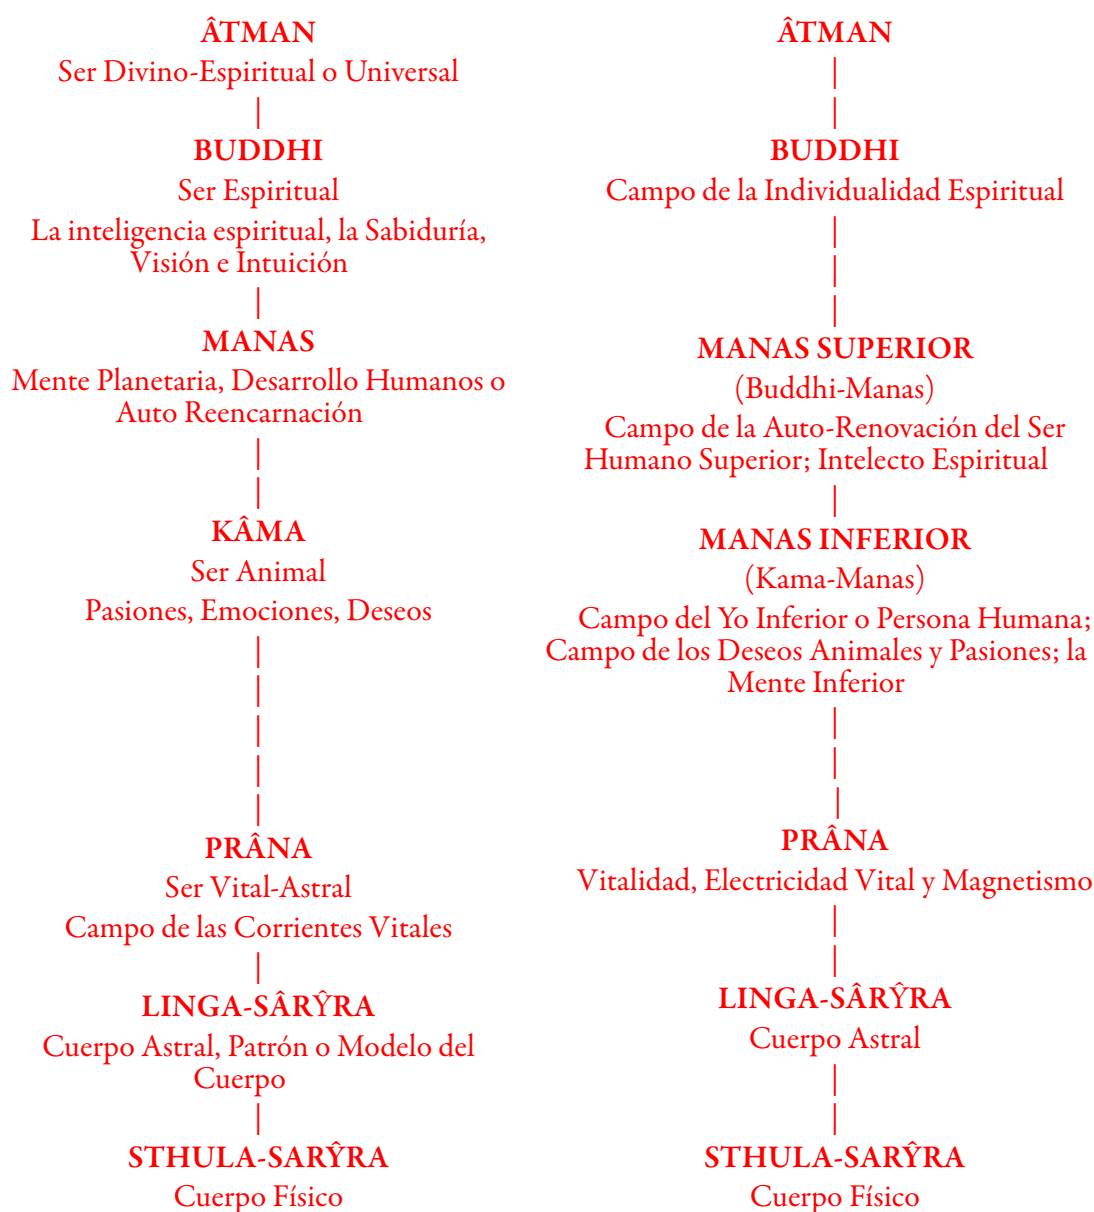 ÂTMAN
Ser Divino-Espiritual o Universal
BUDDHI
Ser Espiritual
La inteligencia espiritual, la Sabiduría,
Visión e Intuición
MANAS
Mente Planetaria, Desarrollo Humanos o
Auto Reencarnación
KÂMA
Ser Animal
Pasiones, Emociones, Deseos
PRÂNA
Ser Vital-Astral
Campo de las Corrientes Vitales
LINGA-SÂRŶRA
Cuerpo Astral, Patrón o Modelo del
Cuerpo
STHULA-SARŶRA
Cuerpo Físico
ÂTMAN
BUDDHI
Campo de la Individualidad Espiritual
MANAS SUPERIOR
(Buddhi-Manas)
Campo de la Auto-Renovación del Ser
Humano Superior; Intelecto Espiritual
MANAS INFERIOR
(Kama-Manas)
Campo del Yo Inferior o Persona Humana;
Campo de los Deseos Animales y Pasiones; la
Mente Inferior
PRÂNA
Vitalidad, Electricidad Vital y Magnetismo
LINGA-SÂRŶRA
Cuerpo Astral
STHULA-SARŶRA
Cuerpo Físico